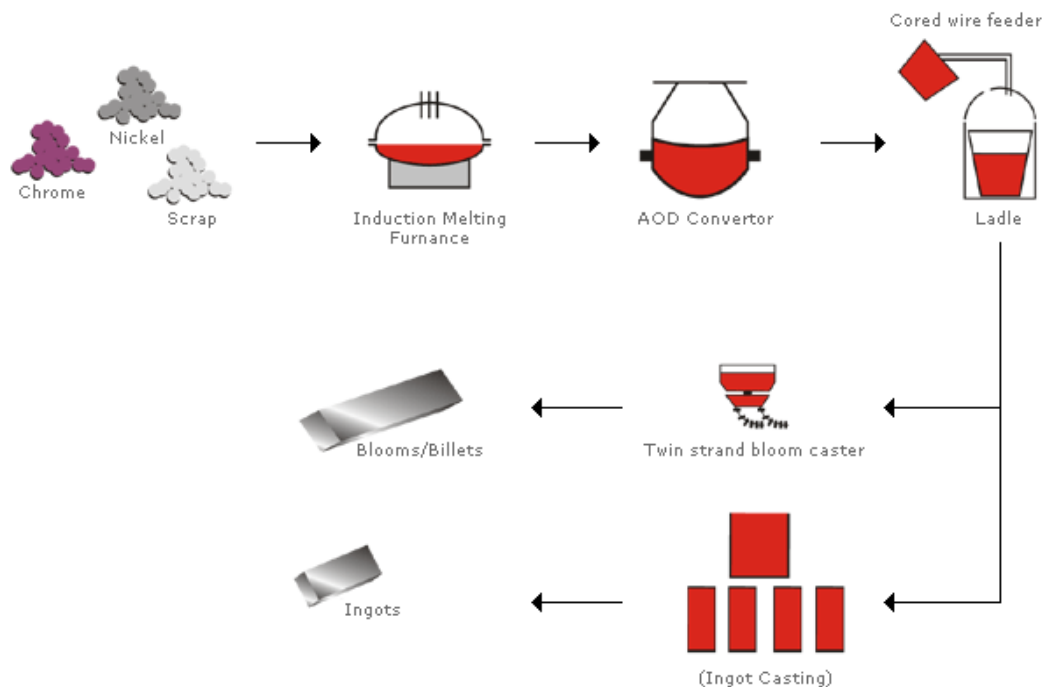 Cored wire feeder
Nickel
Chrome
Scrap
Induction Melting
Furnance
AOD Convertor
Ladle
Blooms/Billets
Twin strand bloom caster
Ingots
(Ingot Casting)